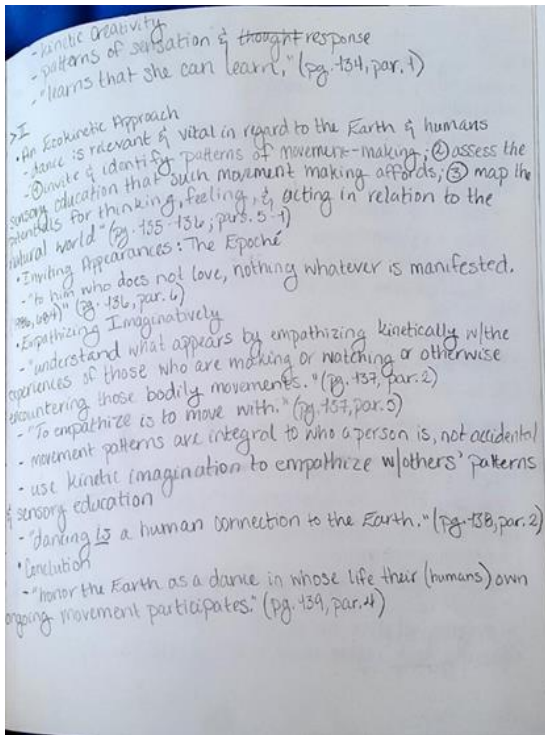 - kinetic creativity
- patterns of sensation & thought response
- "learns that she can learn," (pg. 134, par. 1)
> I
• An Ecokinetic Approach
- dance is relevant & vital in regard to the Earth & humans
- "① invite & identify patterns of movement-making; ② assess the
sensory education that such movement making affords; ③ map the
potentials for thinking, feeling, & acting in relation to the
natural world" (pg. 135-136, pars. 5-1)
• Inviting Appearances: The Epoché
- "to him who does not love, nothing whatever is manifested.
(1986, 684)" (pg. 136, par. 6)
• Empathizing Imaginatively
- "understand what appears by empathizing kinetically w/the
experiences of those who are making or watching or otherwise
encountering those bodily movements." (pg. 137, par. 2)
- "To empathize is to move with." (pg. 137, par. 3)
- movement patterns are integral to who a person is, not accidental
- use kinetic imagination to empathize w/others' patterns
& sensory education
- "dancing is a human connection to the Earth." (pg. 138, par. 2)
• Conclution
- "honor the Earth as a dance in whose life their (humans) own
ongoing movement participates." (pg. 139, par. 4)